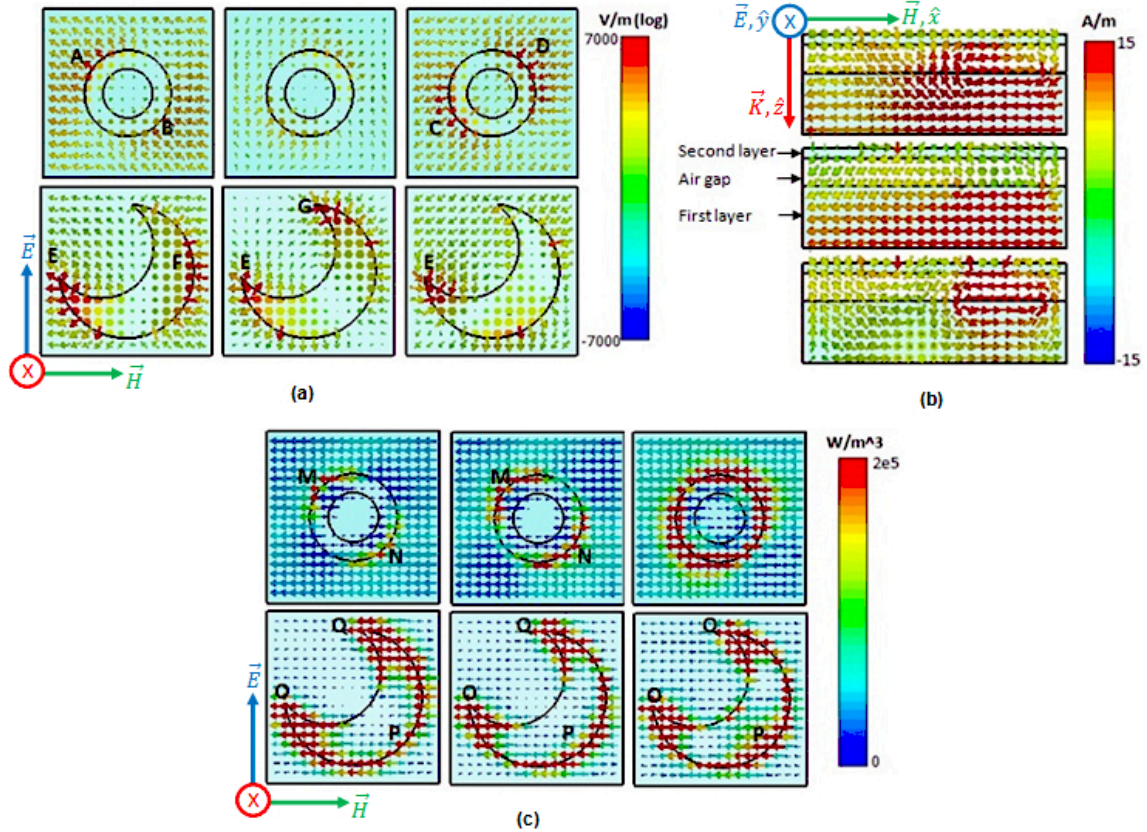 V/m (log)
7000
-7000
A
B
D
C
E
F
G
E
E
E⃗
X
H⃗
(a)
E⃗, ŷ
X
H⃗, x̂
K⃗, ẑ
A/m
15
-15
Second layer
Air gap
First layer
(b)
W/m^3
2e5
0
M
N
M
N
Q
O
P
Q
O
P
Q
O
P
E⃗
X
H⃗
(c)